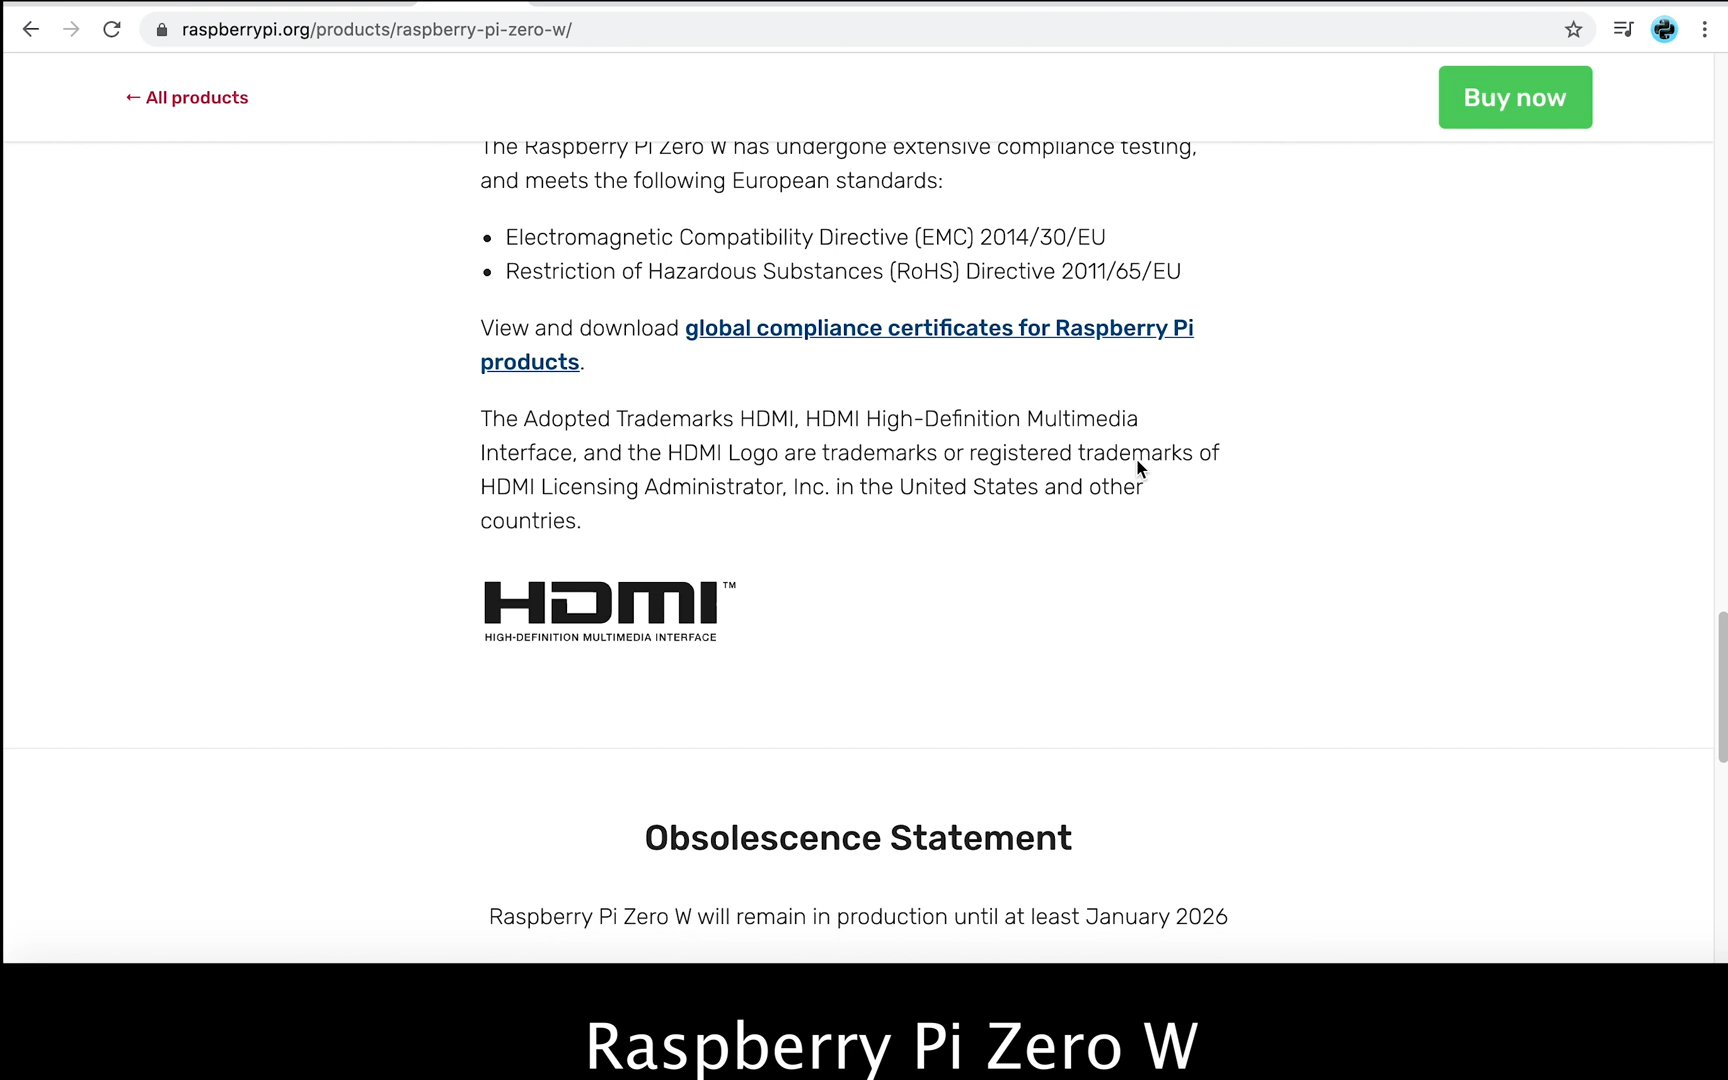 raspberrypi.org/products/raspberry-pi-zero-w/
← All products
Buy now
The Raspberry Pi Zero W has undergone extensive compliance testing,
and meets the following European standards:
• Electromagnetic Compatibility Directive (EMC) 2014/30/EU
• Restriction of Hazardous Substances (RoHS) Directive 2011/65/EU
View and download global compliance certificates for Raspberry Pi
products.
The Adopted Trademarks HDMI, HDMI High-Definition Multimedia
Interface, and the HDMI Logo are trademarks or registered trademarks of
HDMI Licensing Administrator, Inc. in the United States and other
countries.
HDMI™
HIGH-DEFINITION MULTIMEDIA INTERFACE
Obsolescence Statement
Raspberry Pi Zero W will remain in production until at least January 2026
Raspberry Pi Zero W